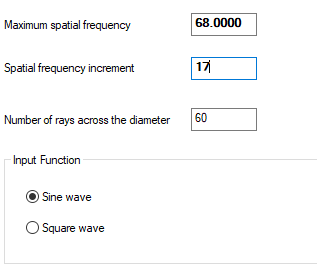 Maximum spatial frequency 68.0000
Spatial frequency increment 17
Number of rays across the diameter 60
Input Function
Sine wave
Square wave